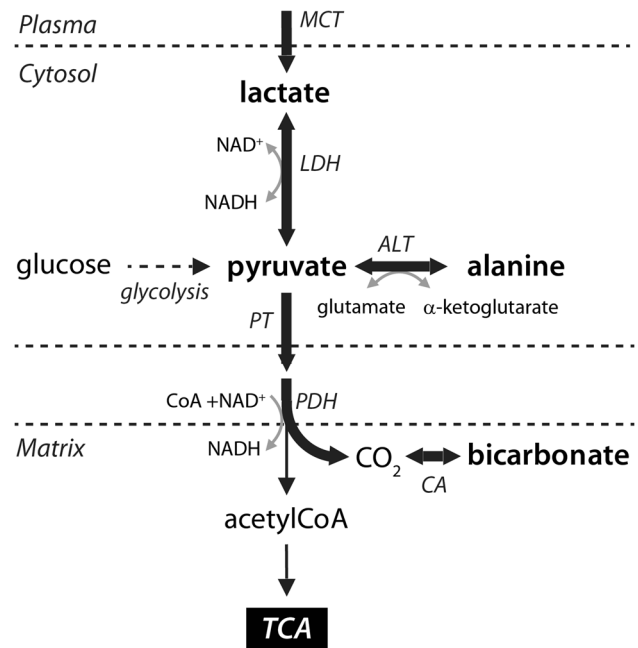 Plasma
MCT
Cytosol
lactate
NAD⁺
LDH
NADH
glucose
glycolysis
pyruvate
ALT
alanine
glutamate
α-ketoglutarate
PT
CoA +NAD⁺
PDH
Matrix
NADH
CO₂
CA
bicarbonate
acetylCoA
TCA